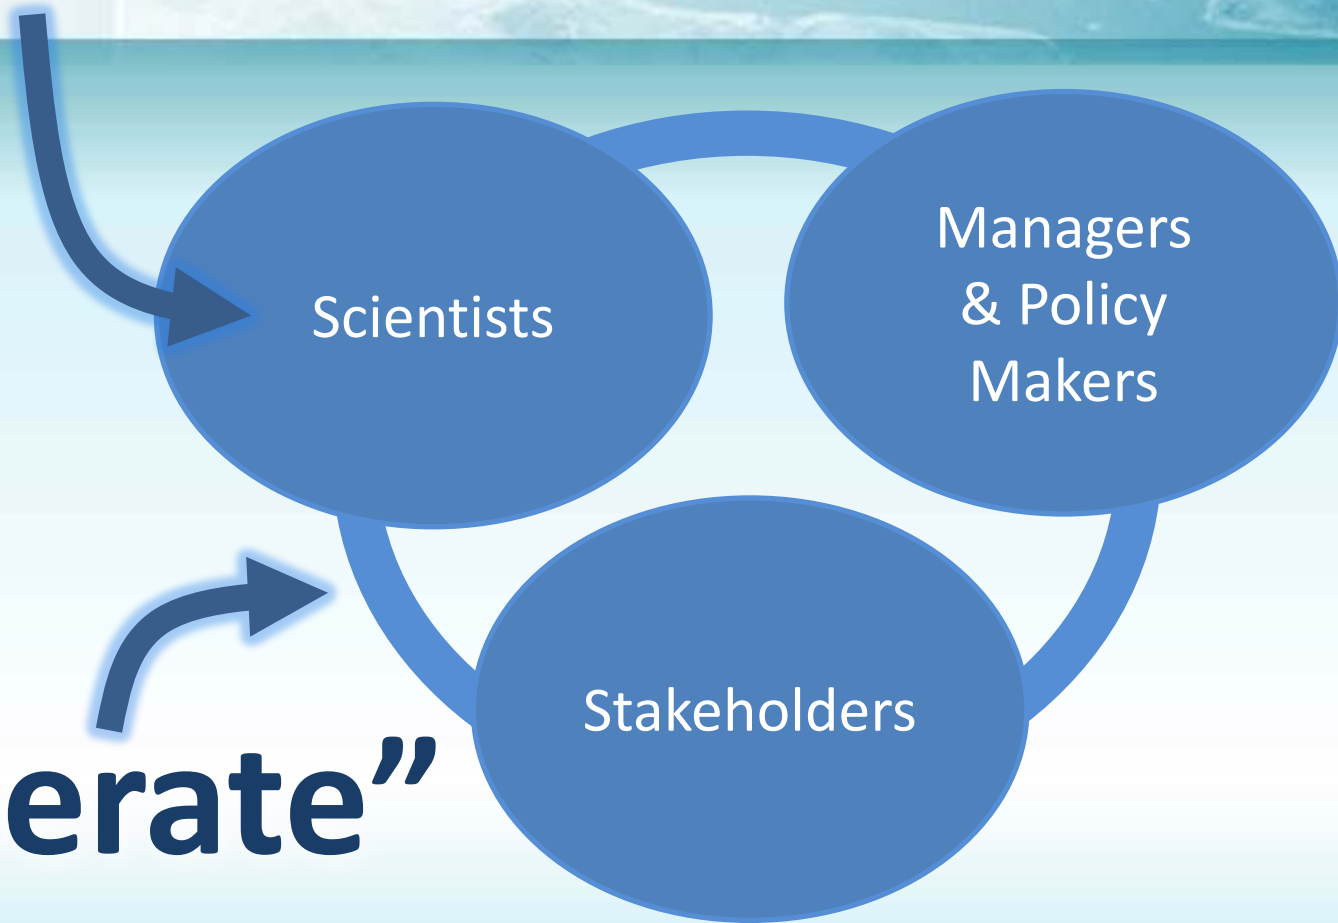 Scientists
Managers
& Policy
Makers
Stakeholders
erate”